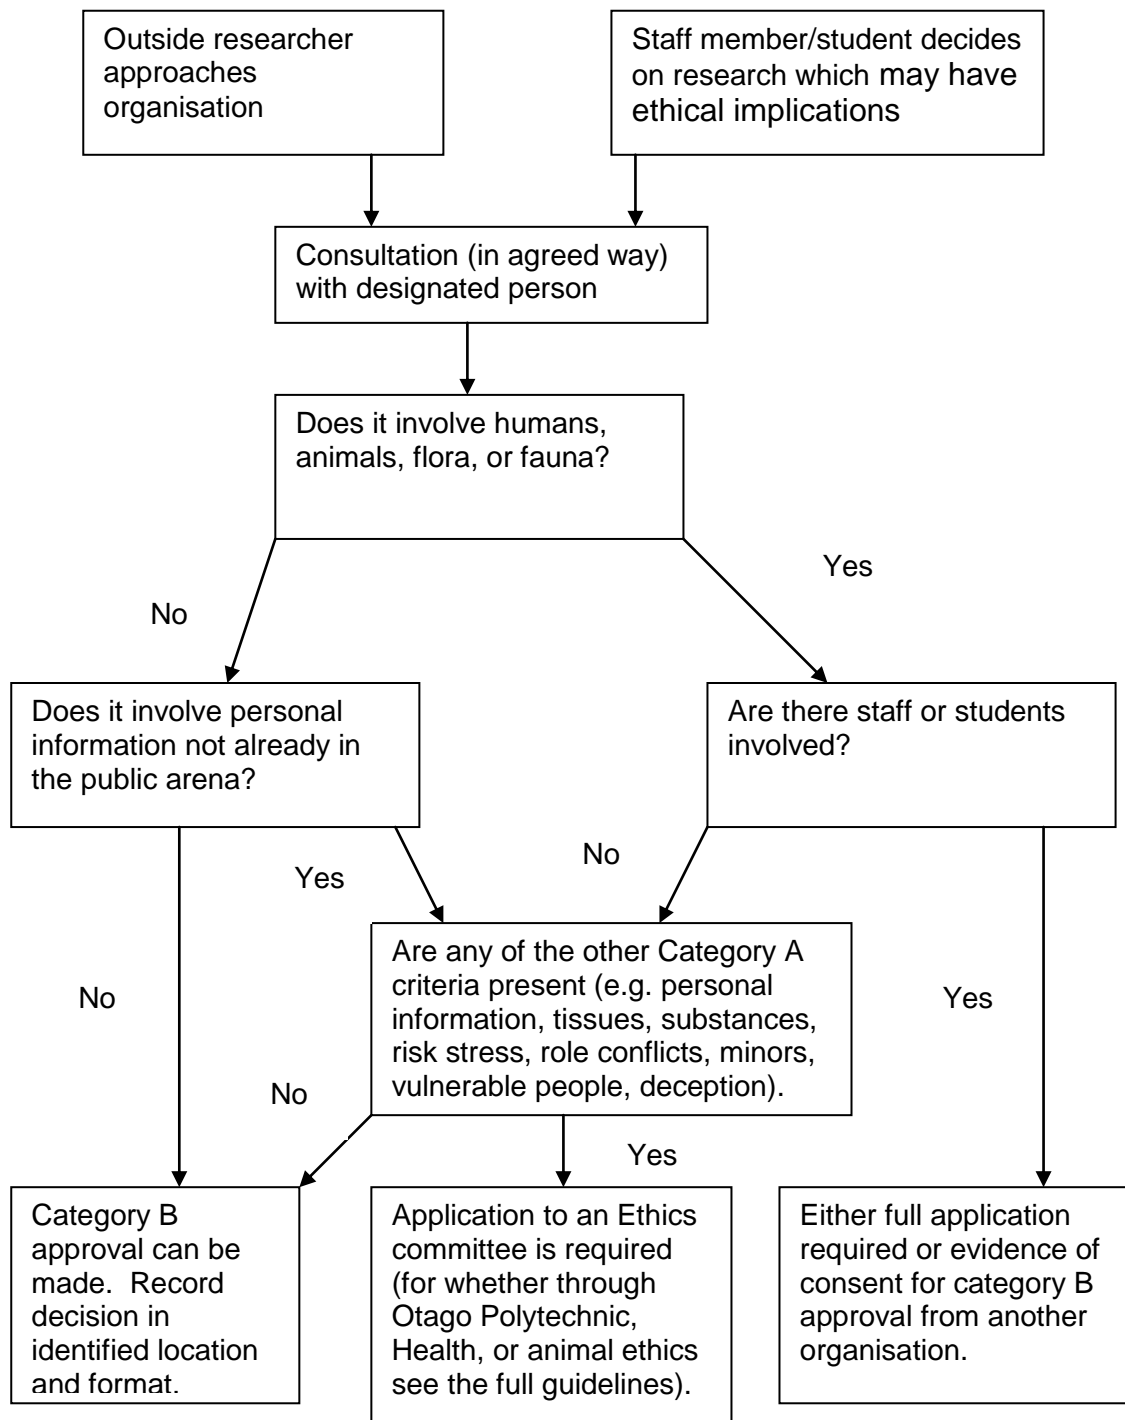 Outside researcher
approaches
organisation
Staff member/student decides
on research which may have
ethical implications
Consultation (in agreed way)
with designated person
Does it involve humans,
animals, flora, or fauna?
Yes
No
Does it involve personal
information not already in
the public arena?
Are there staff or students
involved?
No
Yes
Are any of the other Category A
criteria present (e.g. personal
information, tissues, substances,
risk stress, role conflicts, minors,
vulnerable people, deception).
No
Yes
No
Yes
Category B
approval can be
made.  Record
decision in
identified location
and format.
Application to an Ethics
committee is required
(for whether through
Otago Polytechnic,
Health, or animal ethics
see the full guidelines).
Either full application
required or evidence of
consent for category B
approval from another
organisation.